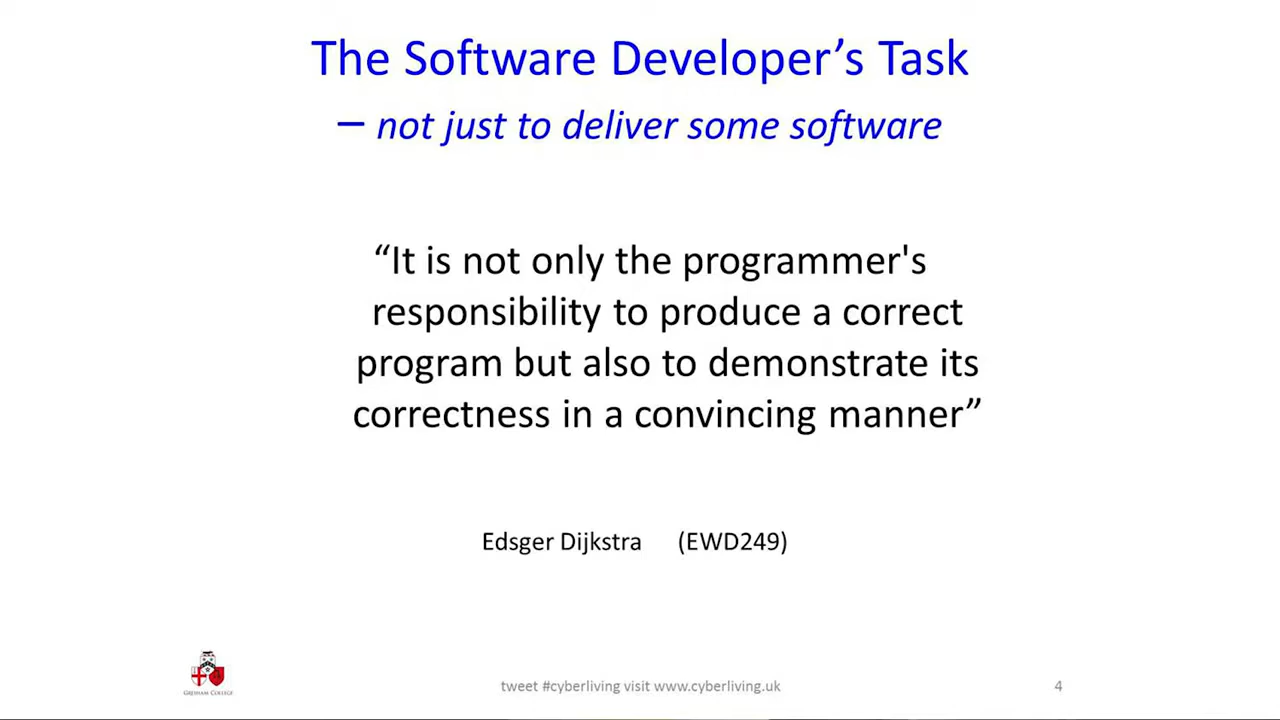 The Software Developer’s Task
– not just to deliver some software
“It is not only the programmer's
responsibility to produce a correct
program but also to demonstrate its
correctness in a convincing manner”
Edsger Dijkstra (EWD249)
GRESHAM COLLEGE
tweet #cyberliving visit www.cyberliving.uk
4